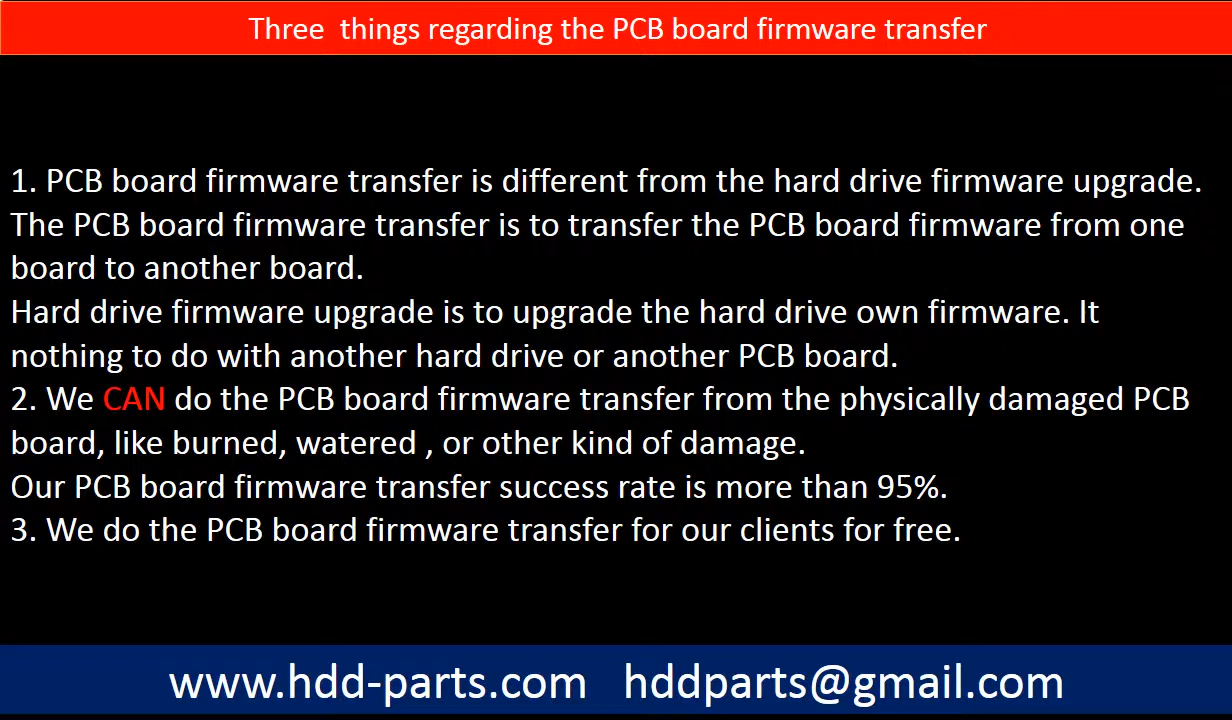 Three  things regarding the PCB board firmware transfer
1. PCB board firmware transfer is different from the hard drive firmware upgrade.
The PCB board firmware transfer is to transfer the PCB board firmware from one
board to another board.
Hard drive firmware upgrade is to upgrade the hard drive own firmware. It
nothing to do with another hard drive or another PCB board.
2. We CAN do the PCB board firmware transfer from the physically damaged PCB
board, like burned, watered , or other kind of damage.
Our PCB board firmware transfer success rate is more than 95%.
3. We do the PCB board firmware transfer for our clients for free.
www.hdd-parts.com   hddparts@gmail.com